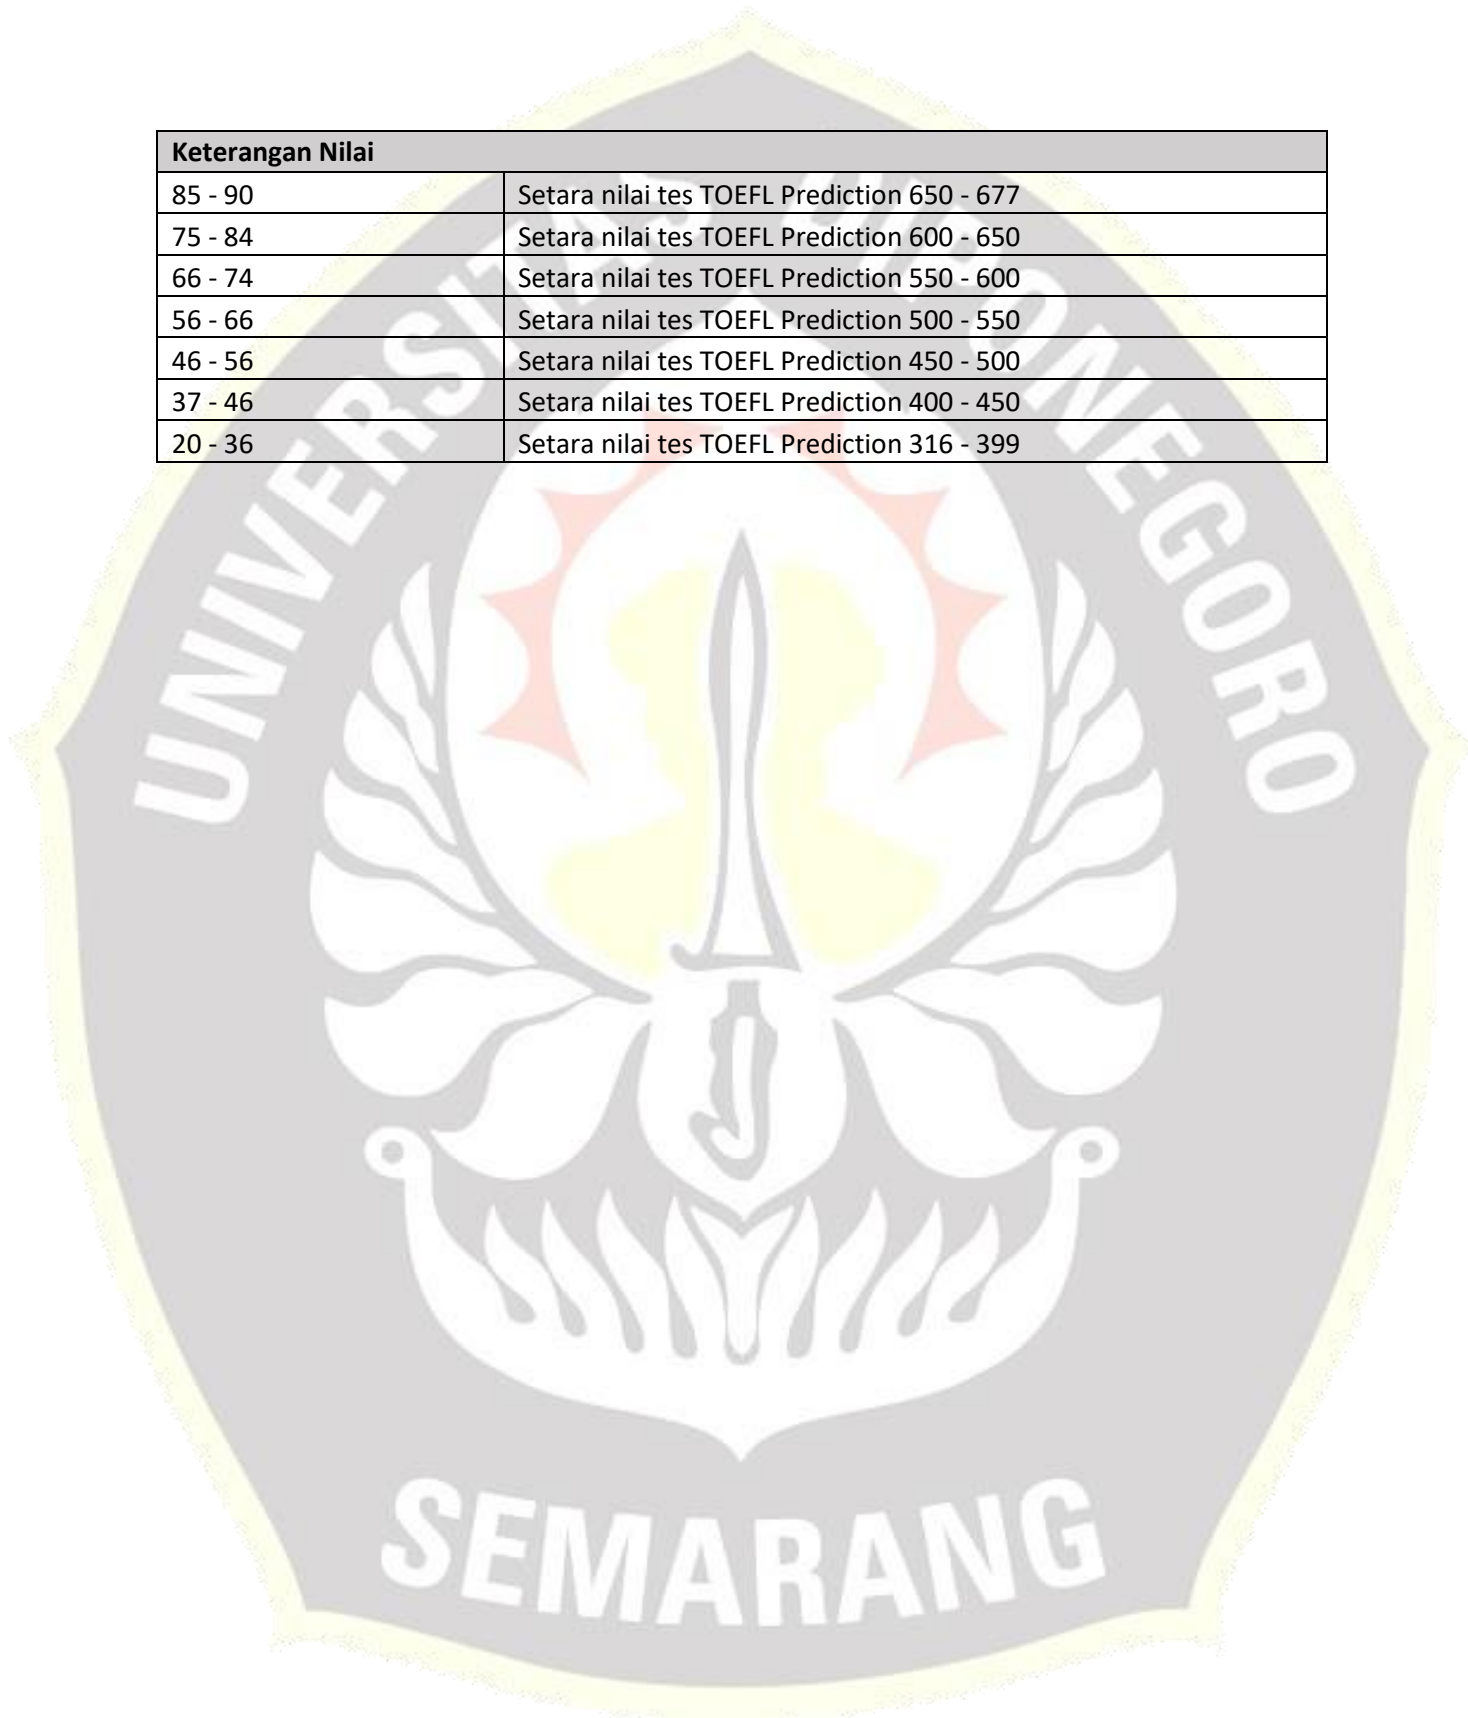 Keterangan Nilai
85 - 90 Setara nilai tes TOEFL Prediction 650 - 677
75 - 84 Setara nilai tes TOEFL Prediction 600 - 650
66 - 74 Setara nilai tes TOEFL Prediction 550 - 600
56 - 66 Setara nilai tes TOEFL Prediction 500 - 550
46 - 56 Setara nilai tes TOEFL Prediction 450 - 500
37 - 46 Setara nilai tes TOEFL Prediction 400 - 450
20 - 36 Setara nilai tes TOEFL Prediction 316 - 399
UNIVERSITAS DIPONEGORO
SEMARANG